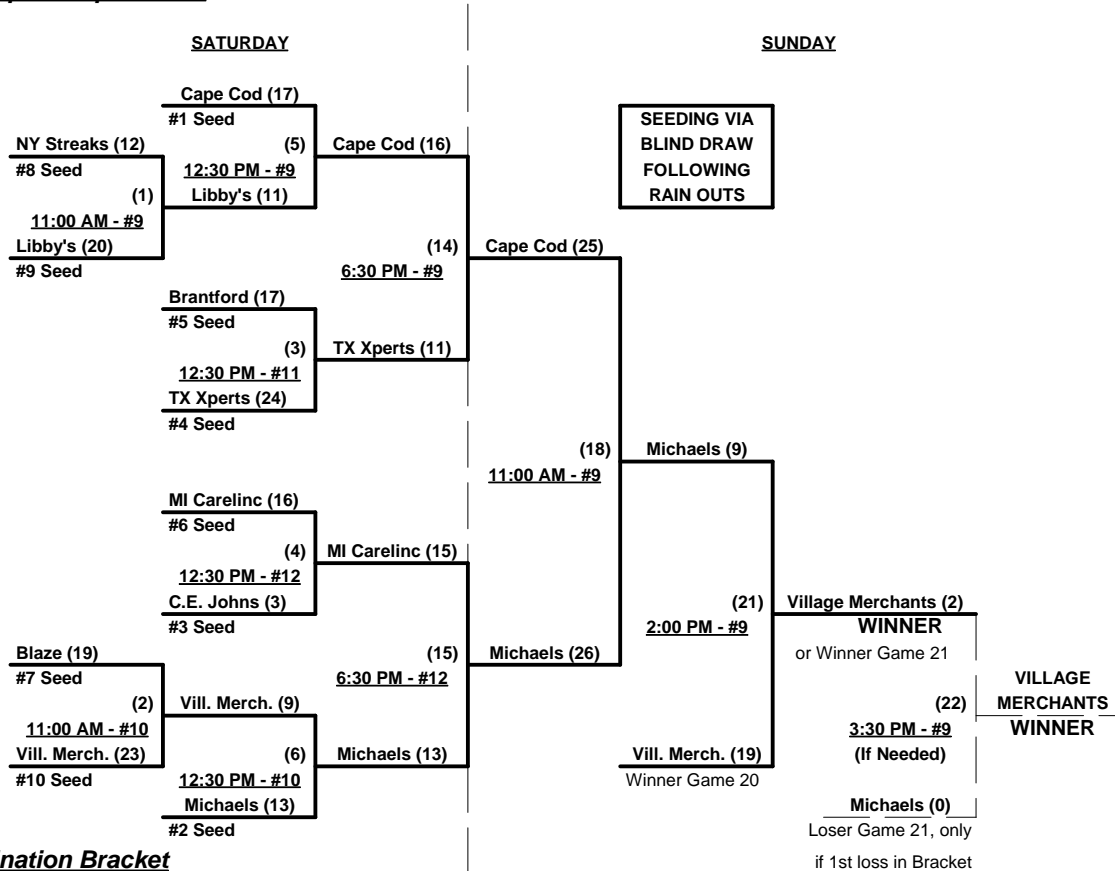 SATURDAY
SUNDAY
Cape Cod (17)
#1 Seed
SEEDING VIA
BLIND DRAW
FOLLOWING
RAIN OUTS
NY Streaks (12)
#8 Seed
(5)
12:30 PM - #9
Cape Cod (16)
(1)
11:00 AM - #9
Libby's (11)
Libby's (20)
#9 Seed
(14)
6:30 PM - #9
Cape Cod (25)
Brantford (17)
#5 Seed
(3)
12:30 PM - #11
TX Xperts (11)
TX Xperts (24)
#4 Seed
(18)
11:00 AM - #9
Michaels (9)
MI Carelinc (16)
#6 Seed
(4)
12:30 PM - #12
MI Carelinc (15)
C.E. Johns (3)
#3 Seed
(21)
2:00 PM - #9
Village Merchants (2)
WINNER
or Winner Game 21
Blaze (19)
#7 Seed
(15)
6:30 PM - #12
Michaels (26)
VILLAGE
MERCHANTS
WINNER
(2)
11:00 AM - #10
Vill. Merch. (9)
(22)
3:30 PM - #9
(If Needed)
Vill. Merch. (23)
#10 Seed
(6)
12:30 PM - #10
Michaels (13)
Vill. Merch. (19)
Winner Game 20
Michaels (13)
#2 Seed
Michaels (0)
Loser Game 21, only
if 1st loss in Bracket
ination Bracket